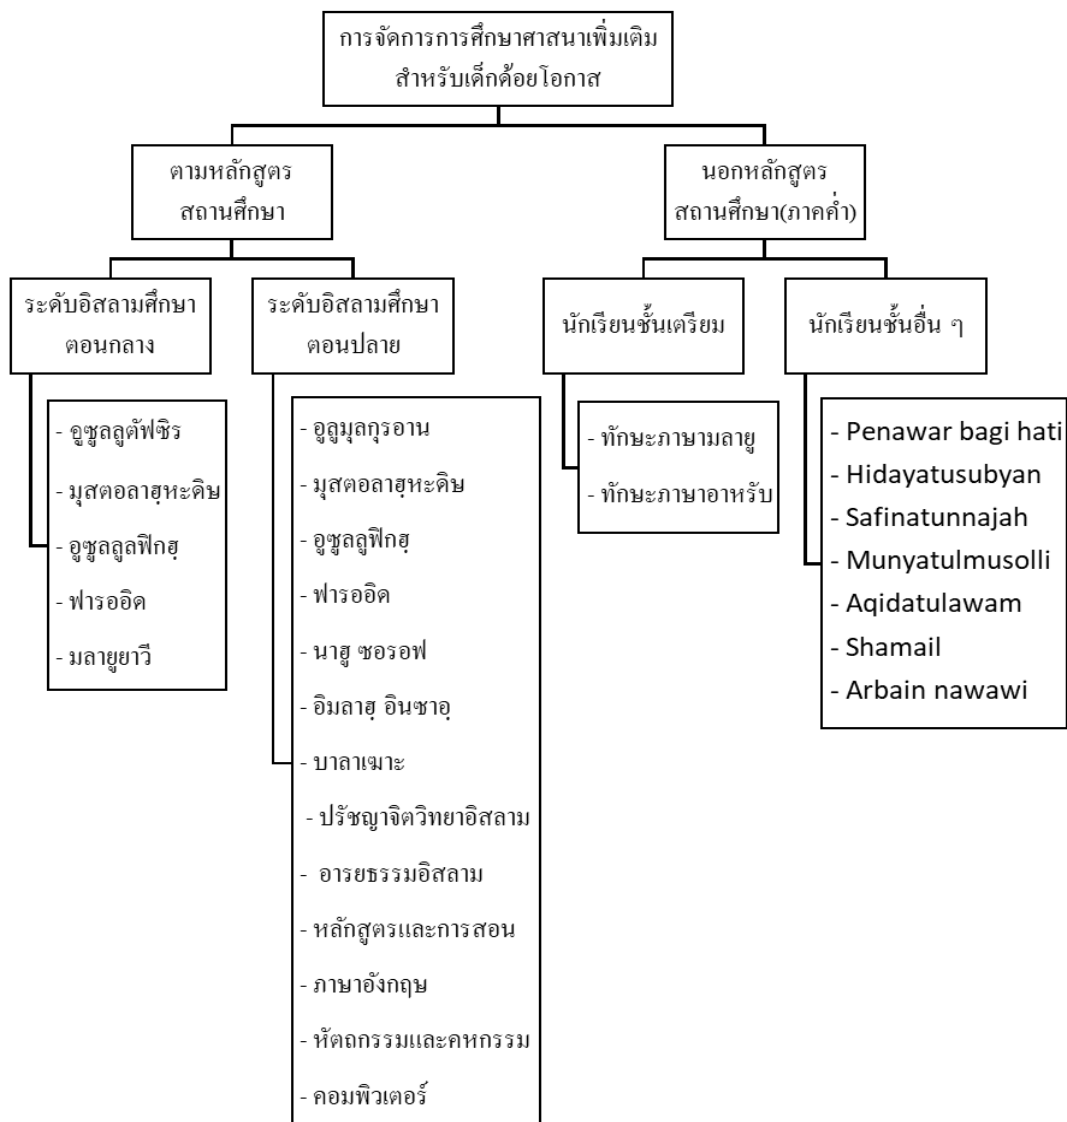 การจัดการการศึกษาศาสนาเพิ่มเติม
สำหรับเด็กด้อยโอกาส
ตามหลักสูตร
สถานศึกษา
นอกหลักสูตร
สถานศึกษา(ภาคค่ำ)
ระดับอิสลามศึกษา
ตอนกลาง
ระดับอิสลามศึกษา
ตอนปลาย
นักเรียนชั้นเตรียม
นักเรียนชั้นอื่น ๆ
- อูซูลลูตัฟซิร
- มุสตอลาฮฺหะดิษ
- อูซูลลูลฟิกฮฺ
- ฟารออิด
- มลายูยาวี
- อูลูมุลกุรอาน
- มุสตอลาฮฺหะดิษ
- อูซูลลูฟิกฮฺ
- ฟารออิด
- นาฮู ซอรอฟ
- อิมลาฮฺ อินซาอฺ
- บาลาเฆาะ
- ปรัชญาจิตวิทยาอิสลาม
- อารยธรรมอิสลาม
- หลักสูตรและการสอน
- ภาษาอังกฤษ
- หัตถกรรมและคหกรรม
- คอมพิวเตอร์
- ทักษะภาษามลายู
- ทักษะภาษาอาหรับ
- Penawar bagi hati
- Hidayatusubyan
- Safinatunnajah
- Munyatulmusolli
- Aqidatulawam
- Shamail
- Arbain nawawi